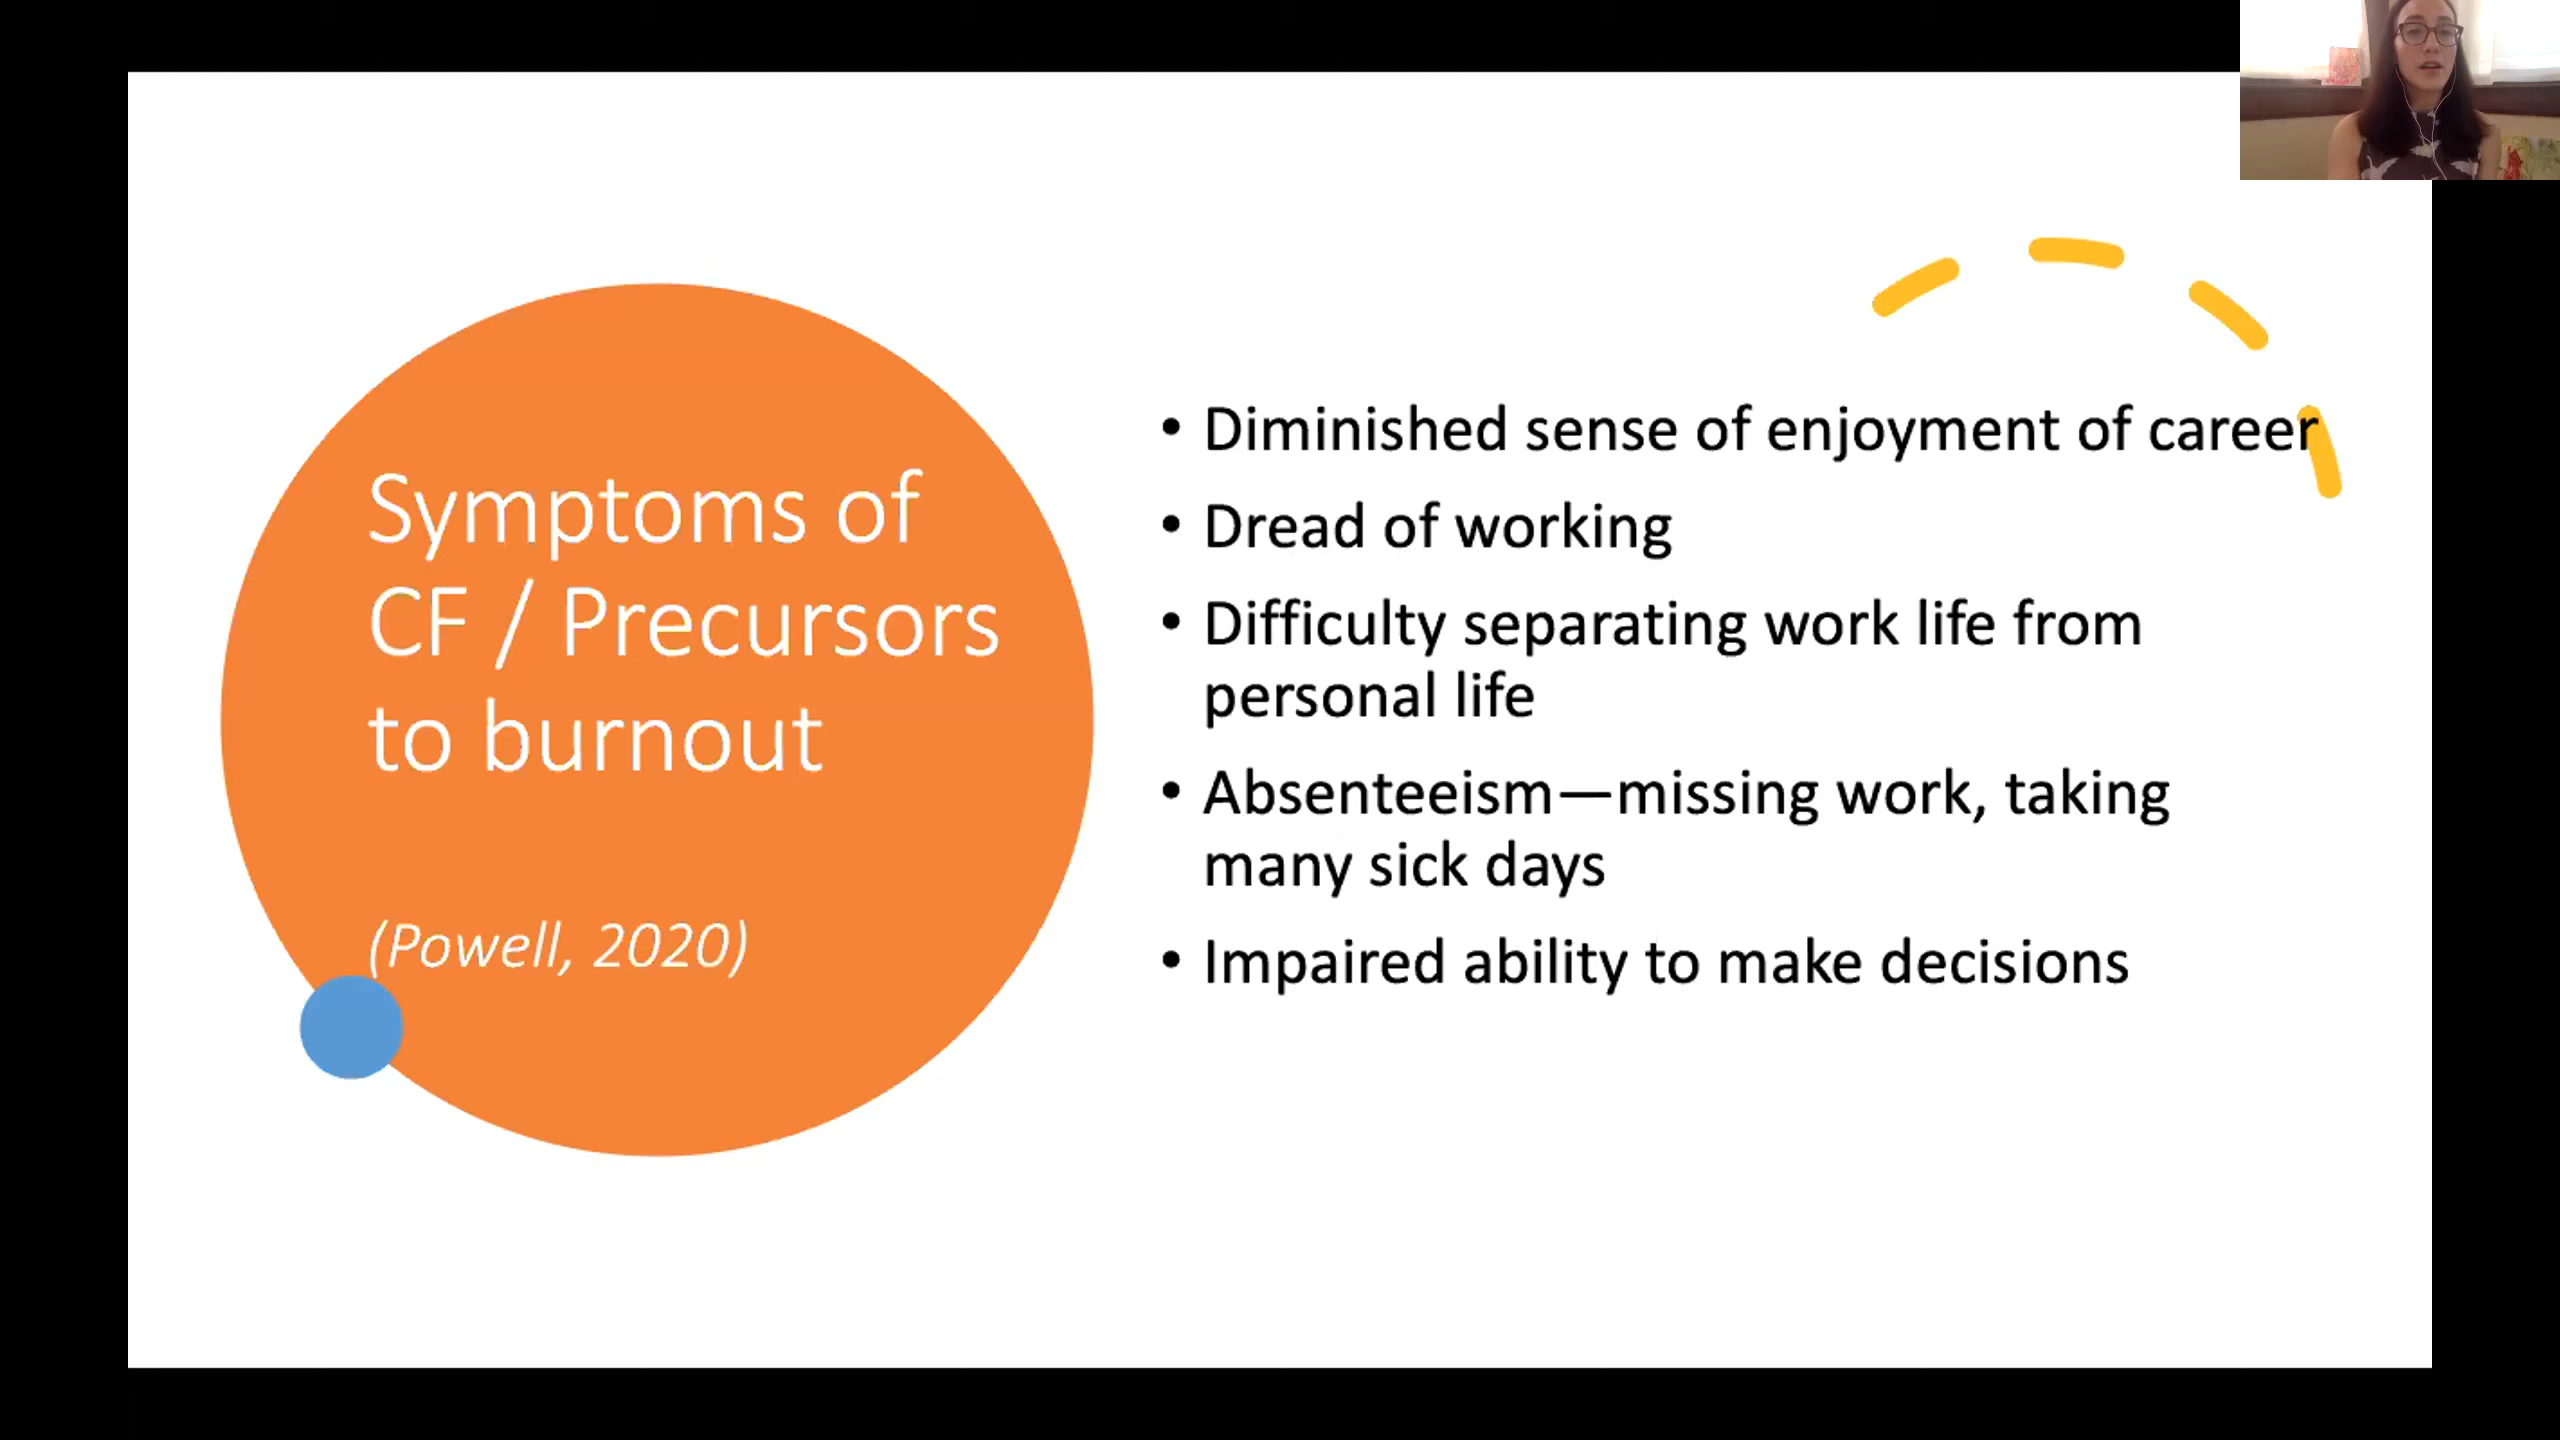 Symptoms of
CF / Precursors
to burnout
(Powell, 2020)
• Diminished sense of enjoyment of career
• Dread of working
• Difficulty separating work life from
personal life
• Absenteeism—missing work, taking
many sick days
• Impaired ability to make decisions